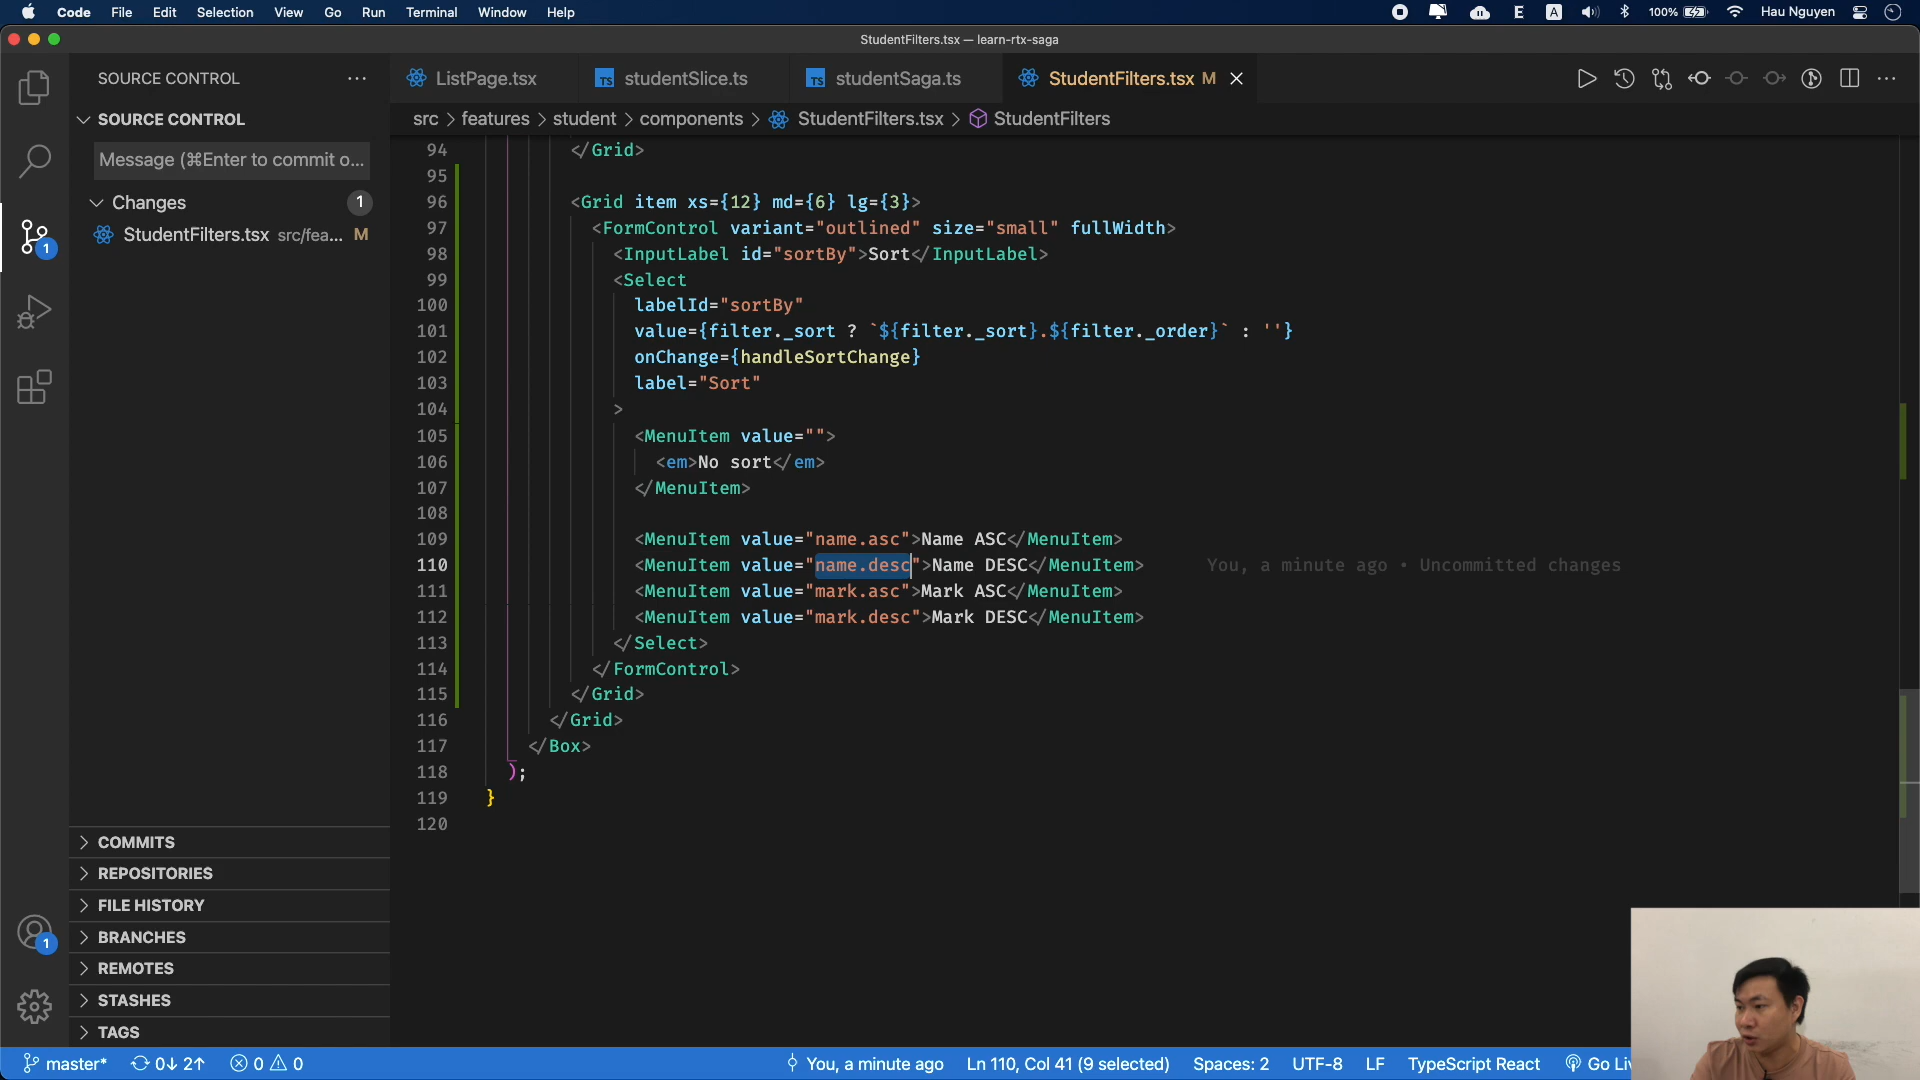 Code File Edit Selection View Go Run Terminal Window Help E A 100% Hau Nguyen
StudentFilters.tsx — learn-rtx-saga
SOURCE CONTROL ··· ListPage.tsx TS studentSlice.ts TS studentSaga.ts StudentFilters.tsx M
SOURCE CONTROL
src > features > student > components > StudentFilters.tsx > StudentFilters
Message (⌘Enter to commit o...
Changes 1
StudentFilters.tsx src/fea... M
1
94 </Grid>
95
96 <Grid item xs={12} md={6} lg={3}>
97 <FormControl variant="outlined" size="small" fullWidth>
98 <InputLabel id="sortBy">Sort</InputLabel>
99 <Select
100 labelId="sortBy"
101 value={filter._sort ? `${filter._sort}.${filter._order}` : ''}
102 onChange={handleSortChange}
103 label="Sort"
104 >
105 <MenuItem value="">
106 <em>No sort</em>
107 </MenuItem>
108
109 <MenuItem value="name.asc">Name ASC</MenuItem>
110 <MenuItem value="name.desc">Name DESC</MenuItem> You, a minute ago • Uncommitted changes
111 <MenuItem value="mark.asc">Mark ASC</MenuItem>
112 <MenuItem value="mark.desc">Mark DESC</MenuItem>
113 </Select>
114 </FormControl>
115 </Grid>
116 </Grid>
117 </Box>
118 );
119 }
120
COMMITS
REPOSITORIES
FILE HISTORY
BRANCHES
1
REMOTES
STASHES
TAGS
master* 0↓ 2↑ 0 0 You, a minute ago Ln 110, Col 41 (9 selected) Spaces: 2 UTF-8 LF TypeScript React Go